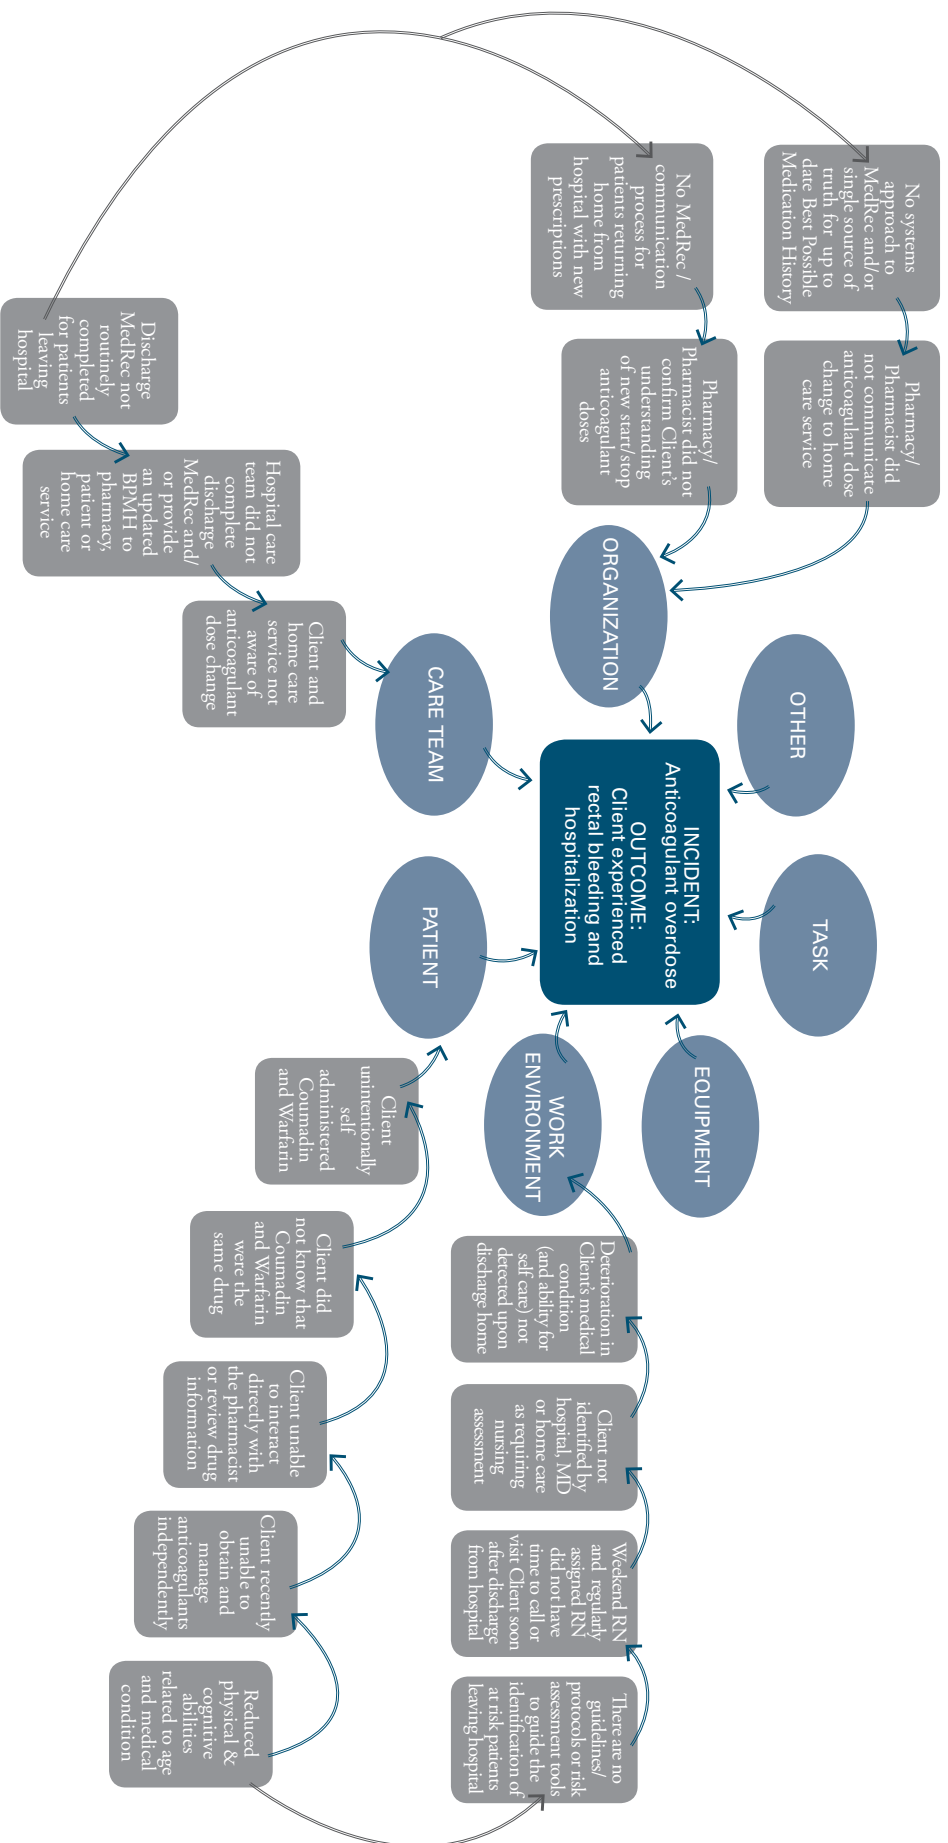 No systems
approach to
MedRec and/or
single source of
truth for up to
date Best Possible
Medication History
Pharmacy/
Pharmacist did
not communicate
anticoagulant dose
change to home
care service
No MedRec /
communication
process for
patients returning
home from
hospital with new
prescriptions
Pharmacy/
Pharmacist did not
confirm Client's
understanding
of new start/stop
anticoagulant
doses
ORGANIZATION
OTHER
TASK
EQUIPMENT
INCIDENT:
Anticoagulant overdose
OUTCOME:
Client experienced
rectal bleeding and
hospitalization
CARE TEAM
PATIENT
WORK
ENVIRONMENT
Discharge
MedRec not
routinely
completed
for patients
leaving
hospital
Hospital care
team did not
complete
discharge
MedRec and/
or provide
an updated
BPMH to
pharmacy,
patient or
home care
service
Client and
home care
service not
aware of
anticoagulant
dose change
Deterioration in
Client's medical
condition
(and ability for
self care) not
detected upon
discharge home
Client not
identified by
hospital, MD
or home care
as requiring
nursing
assessment
Weekend RN
and regularly
assigned RN
did not have
time to call or
visit Client soon
after discharge
from hospital
There are no
guidelines/
protocols or risk
assessment tools
to guide the
identification of
at risk patients
leaving hospital
Client
unintentionally
self
administered
Coumadin
and Warfarin
Client did
not know that
Coumadin
and Warfarin
were the
same drug
Client unable
to interact
directly with
the pharmacist
or review drug
information
Client recently
unable to
obtain and
manage
anticoagulants
independently
Reduced
physical &
cognitive
abilities
related to age
and medical
condition